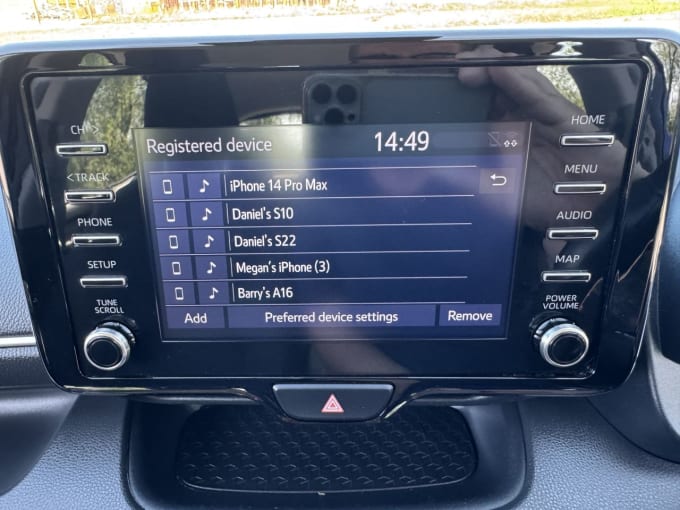 Registered device 14:49
iPhone 14 Pro Max
Daniel's S10
Daniel's S22
Megan's iPhone (3)
Barry's A16
Add Preferred device settings Remove
CH >
< TRACK
PHONE
SETUP
TUNE
SCROLL
HOME
MENU
AUDIO
MAP
POWER
VOLUME